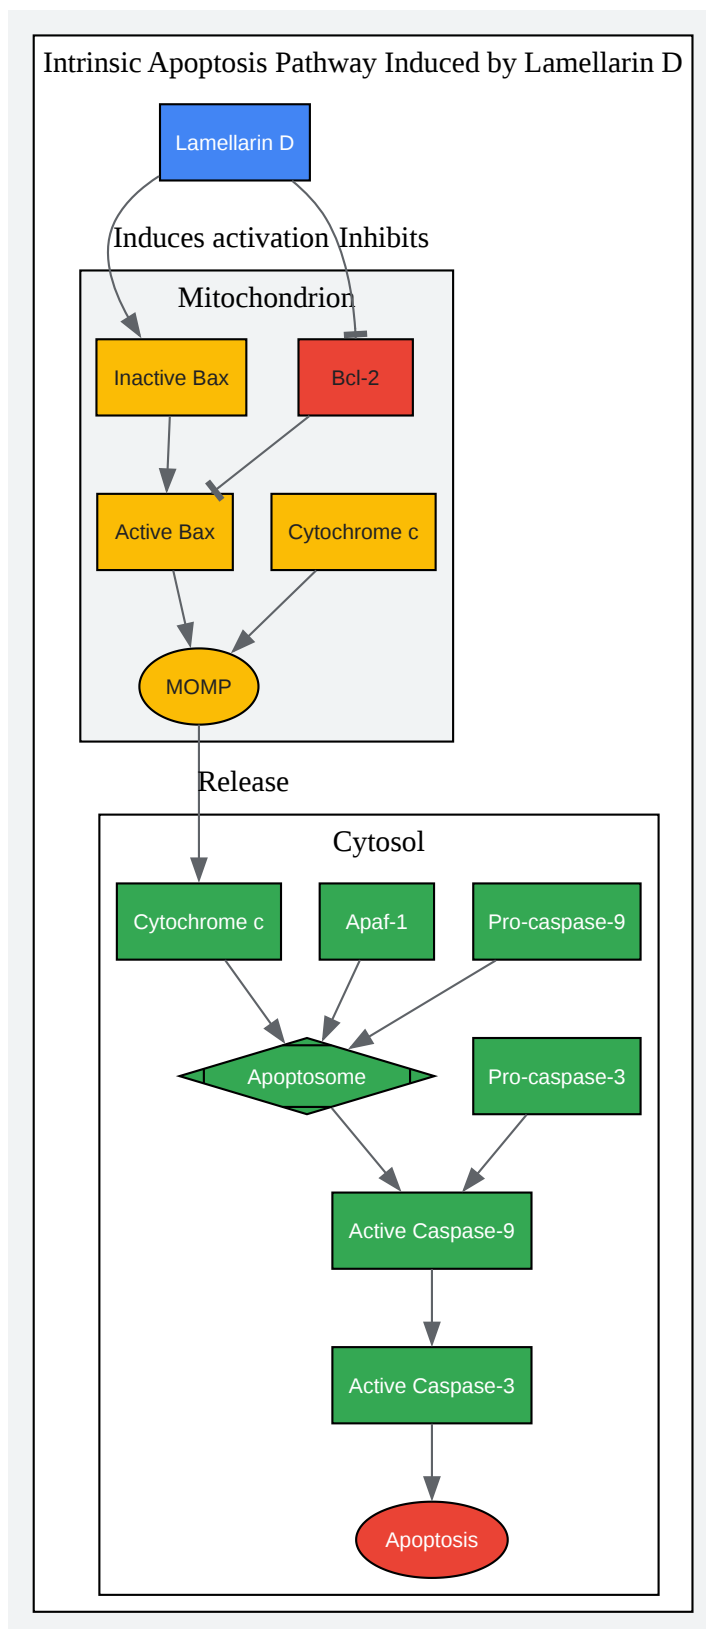 Intrinsic Apoptosis Pathway Induced by Lamellarin D
Lamellarin D
Induces activation
Inhibits
Mitochondrion
Inactive Bax
Bcl-2
Active Bax
Cytochrome c
MOMP
Release
Cytosol
Cytochrome c
Apaf-1
Pro-caspase-9
Apoptosome
Pro-caspase-3
Active Caspase-9
Active Caspase-3
Apoptosis